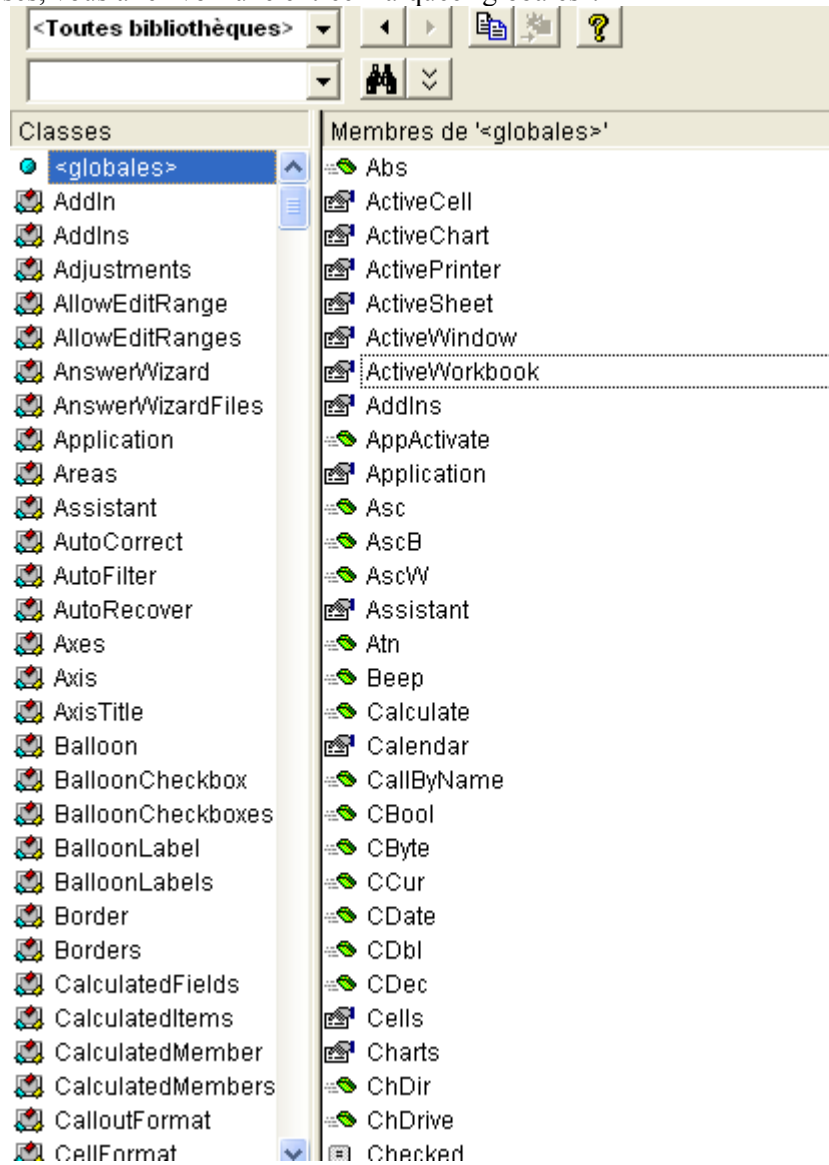 <Toutes bibliothèques>
Classes
<globales>
AddIn
AddIns
Adjustments
AllowEditRange
AllowEditRanges
AnswerWizard
AnswerWizardFiles
Application
Areas
Assistant
AutoCorrect
AutoFilter
AutoRecover
Axes
Axis
AxisTitle
Balloon
BalloonCheckbox
BalloonCheckboxes
BalloonLabel
BalloonLabels
Border
Borders
CalculatedFields
CalculatedItems
CalculatedMember
CalculatedMembers
CalloutFormat
CellFormat
Membres de '<globales>'
Abs
ActiveCell
ActiveChart
ActivePrinter
ActiveSheet
ActiveWindow
ActiveWorkbook
AddIns
AppActivate
Application
Asc
AscB
AscW
Assistant
Atn
Beep
Calculate
Calendar
CallByName
CBool
CByte
CCur
CDate
CDbl
CDec
Cells
Charts
ChDir
ChDrive
Checked